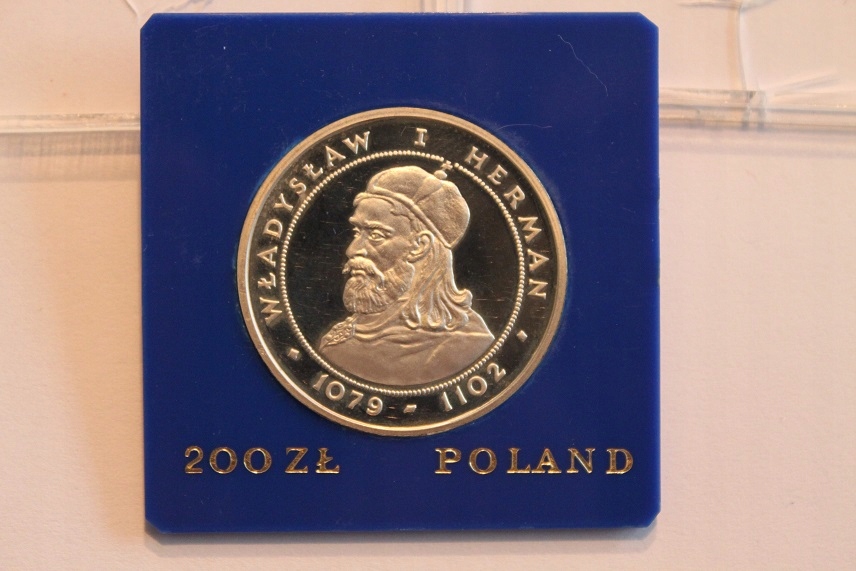 WŁADYSŁAW I HERMAN
1079 - 1102
200 ZŁ POLAND